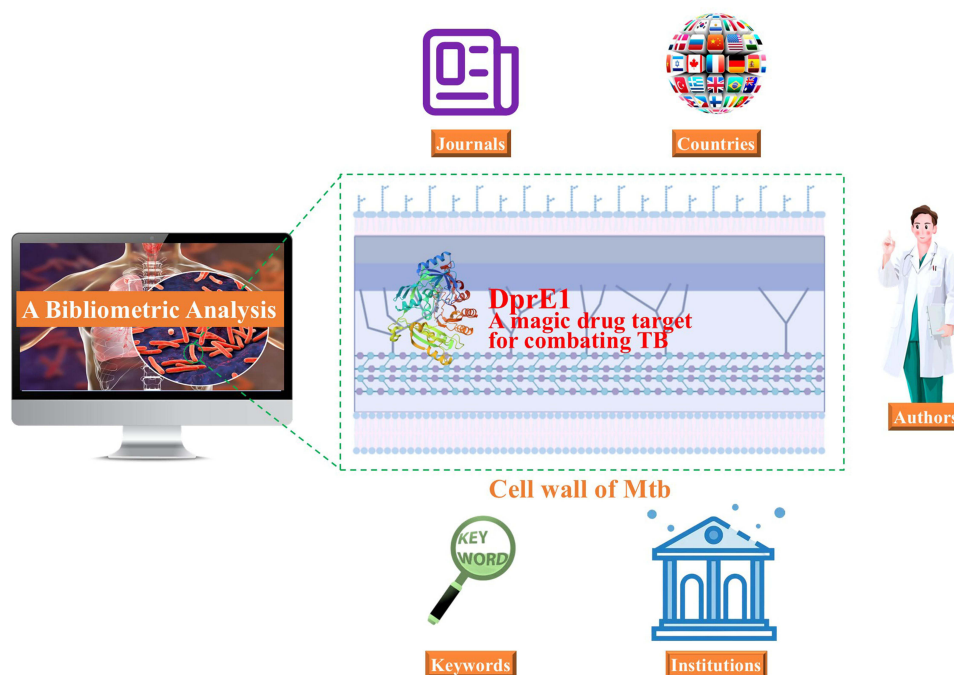 Journals
Countries
A Bibliometric Analysis
DprE1
A magic drug target
for combating TB
Authors
Cell wall of Mtb
KEY
WORD
Keywords
Institutions